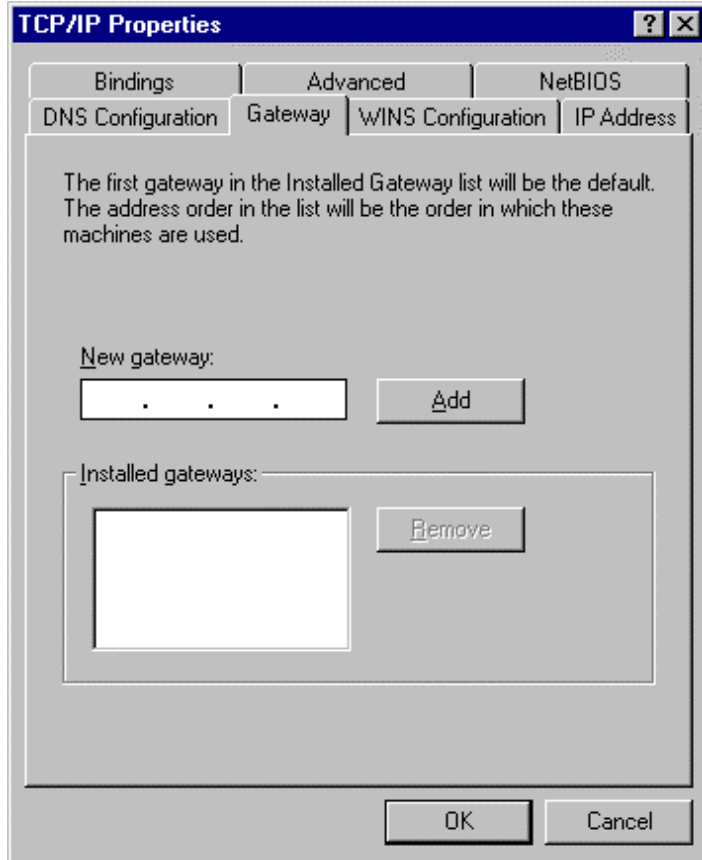 TCP/IP Properties
Bindings Advanced NetBIOS
DNS Configuration Gateway WINS Configuration IP Address
The first gateway in the Installed Gateway list will be the default.
The address order in the list will be the order in which these
machines are used.
New gateway:
. . .
Add
Installed gateways:
Remove
OK Cancel